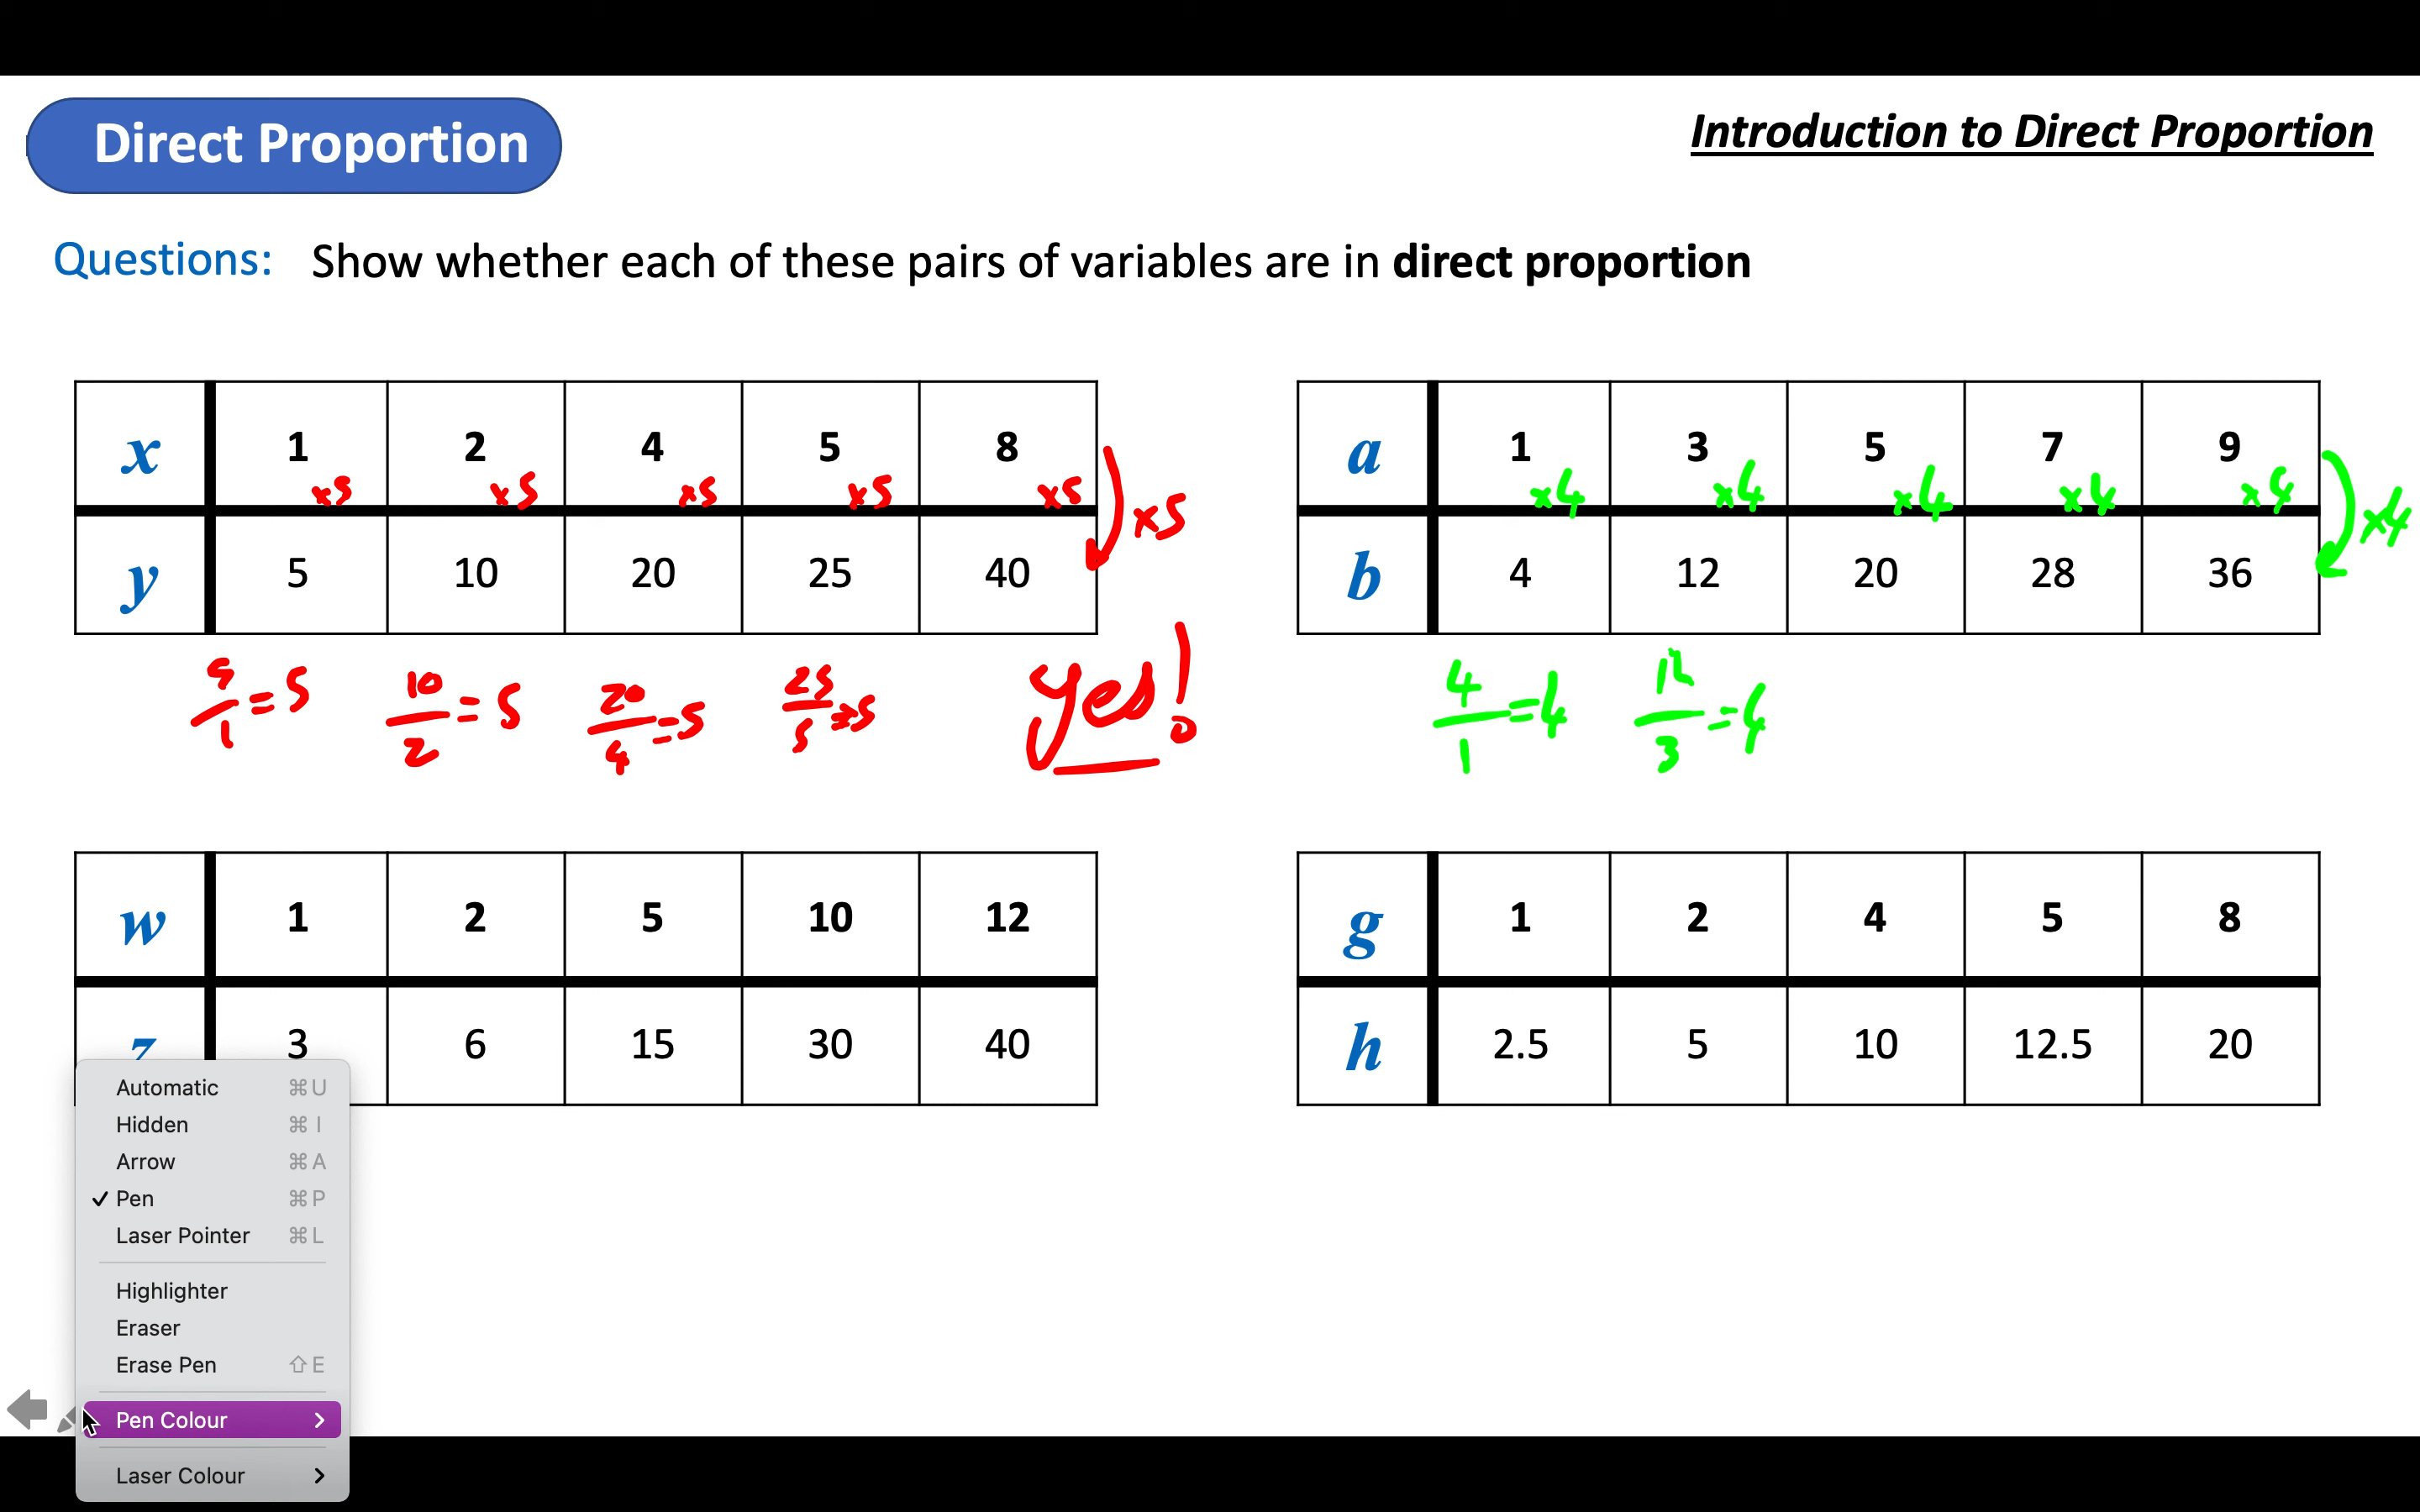 Direct Proportion
Introduction to Direct Proportion
Questions: Show whether each of these pairs of variables are in direct proportion
x 1 2 4 5 8
×5 ×5 ×5 ×5 ×5 ×5
y 5 10 20 25 40
5/1 = 5 10/2 = 5 20/4 = 5 25/5 = 5 yes!
a 1 3 5 7 9
×4 ×4 ×4 ×4 ×4 ×4
b 4 12 20 28 36
4/1 = 4 12/3 = 4
w 1 2 5 10 12
z 3 6 15 30 40
g 1 2 4 5 8
h 2.5 5 10 12.5 20
Automatic ⌘U
Hidden ⌘I
Arrow ⌘A
✓ Pen ⌘P
Laser Pointer ⌘L
Highlighter
Eraser
Erase Pen ⇧E
Pen Colour >
Laser Colour >